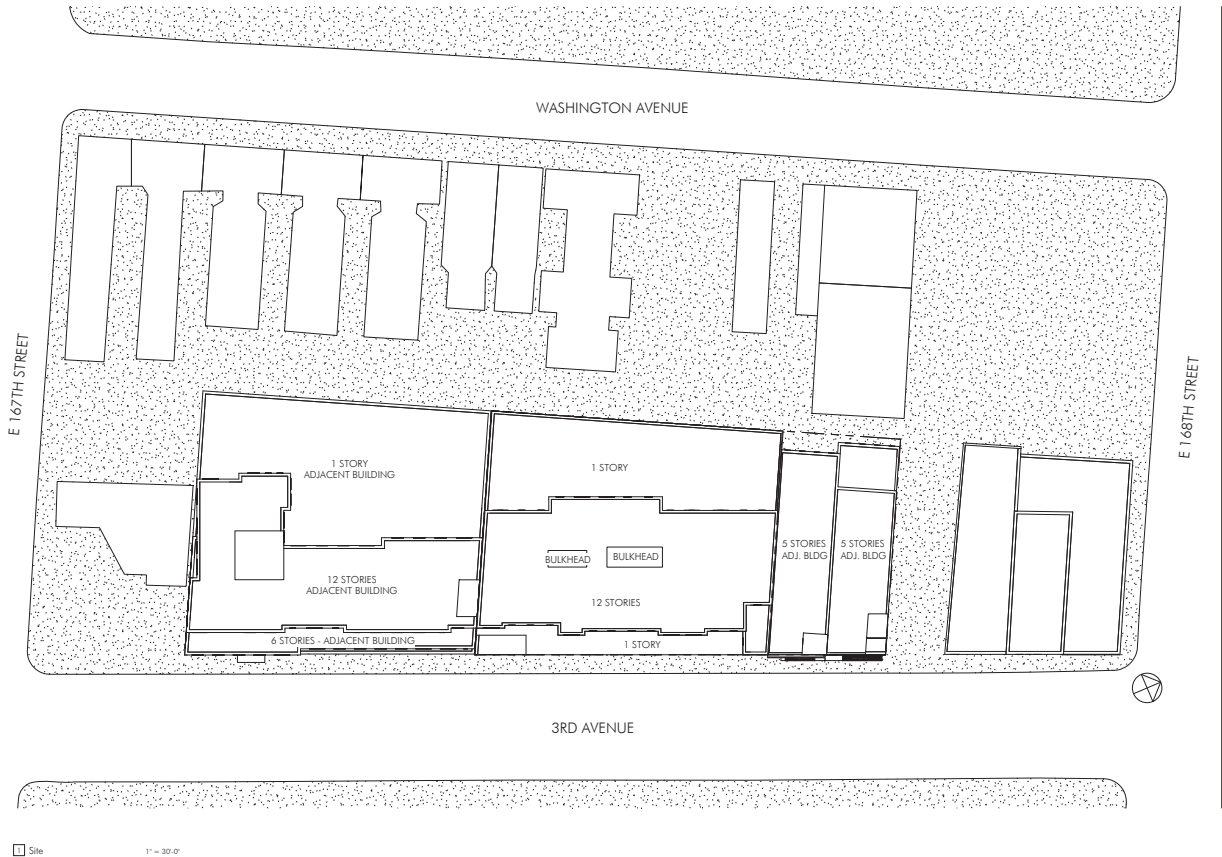 WASHINGTON AVENUE
E 167TH STREET
E 168TH STREET
1 STORY
ADJACENT BUILDING
1 STORY
BULKHEAD
BULKHEAD
5 STORIES
ADJ. BLDG
5 STORIES
ADJ. BLDG
12 STORIES
ADJACENT BUILDING
12 STORIES
6 STORIES - ADJACENT BUILDING
1 STORY
3RD AVENUE
1 Site
1" = 30'-0"